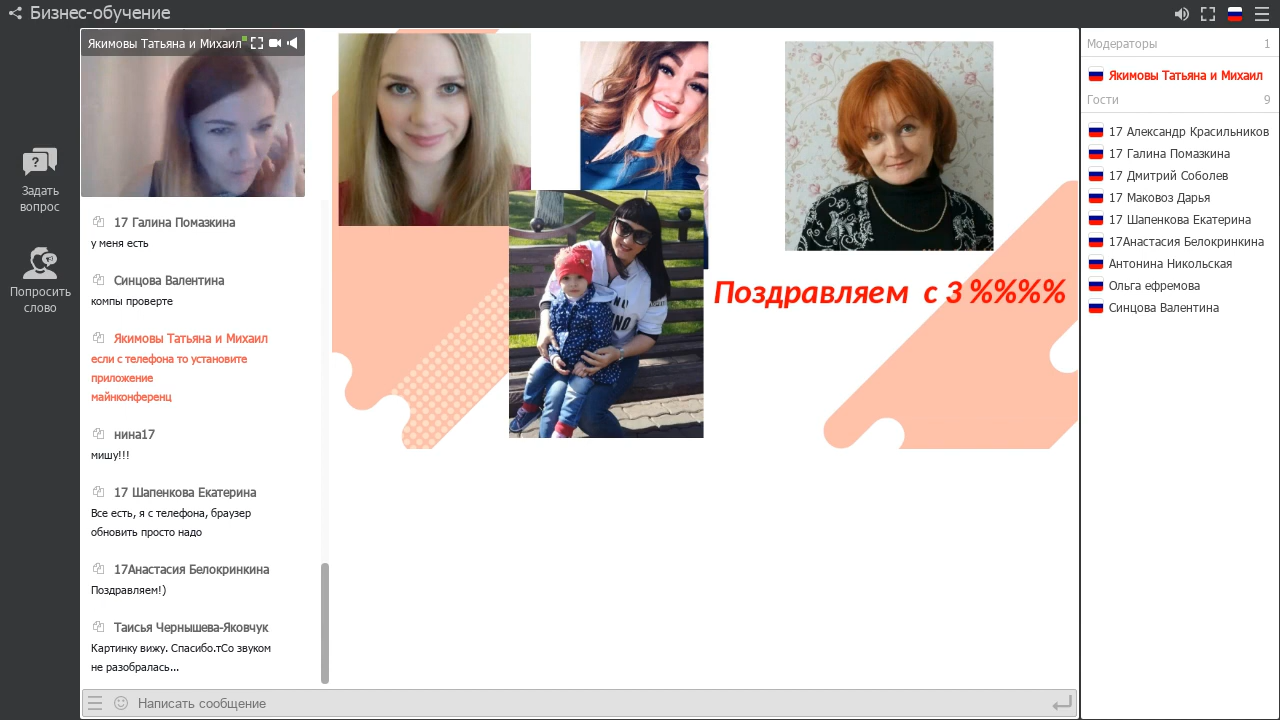 Бизнес-обучение
Задать
вопрос
Попросить
слово
Якимовы Татьяна и Михаил
17 Галина Помазкина
у меня есть
Синцова Валентина
компы проверте
Якимовы Татьяна и Михаил
если с телефона то установите
приложение
майнконференц
нина17
мишу!!!
17 Шапенкова Екатерина
Все есть, я с телефона, браузер
обновить просто надо
17Анастасия Белокринкина
Поздравляем!)
Таисья Чернышева-Яковчук
Картинку вижу. Спасибо.тСо звуком
не разобралась...
Написать сообщение
Поздравляем с 3 %%%%
Модераторы 1
Якимовы Татьяна и Михаил
Гости 9
17 Александр Красильников
17 Галина Помазкина
17 Дмитрий Соболев
17 Маковоз Дарья
17 Шапенкова Екатерина
17Анастасия Белокринкина
Антонина Никольская
Ольга ефремова
Синцова Валентина